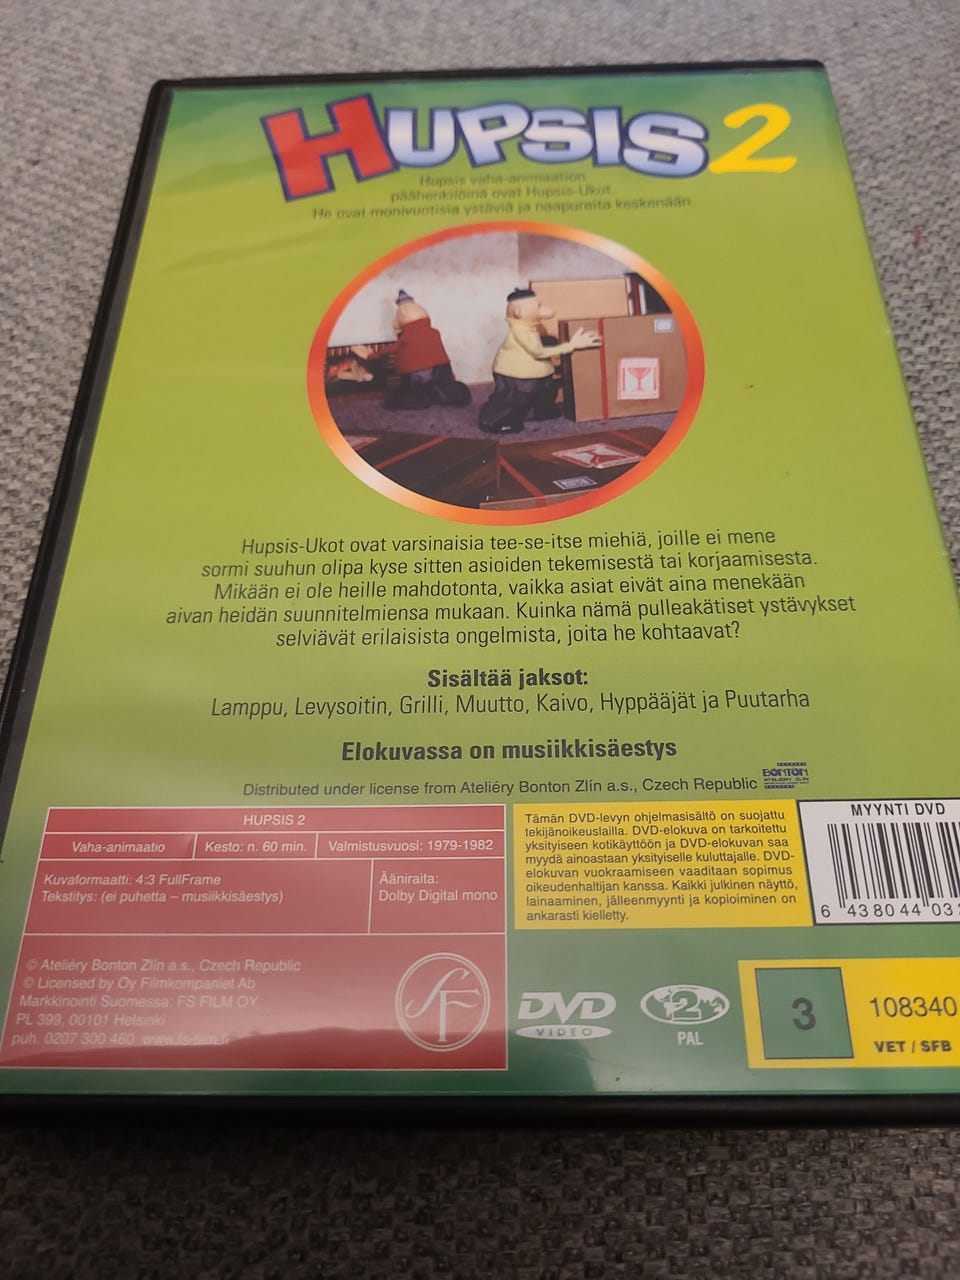 HUPSIS 2
Hupsis vaha-animaation
päähenkilöinä ovat Hupsis-Ukot.
He ovat monivuotisia ystäviä ja naapureita keskenään.
Hupsis-Ukot ovat varsinaisia tee-se-itse miehiä, joille ei mene
sormi suuhun olipa kyse sitten asioiden tekemisestä tai korjaamisesta.
Mikään ei ole heille mahdotonta, vaikka asiat eivät aina menekään
aivan heidän suunnitelmiensa mukaan. Kuinka nämä pulleakätiset ystävykset
selviävät erilaisista ongelmista, joita he kohtaavat?
Sisältää jaksot:
Lamppu, Levysoitin, Grilli, Muutto, Kaivo, Hyppääjät ja Puutarha
Elokuvassa on musiikkisäestys
Distributed under license from Ateliéry Bonton Zlín a.s., Czech Republic
BONTON
ATELIÉRY ZLÍN
HUPSIS 2
Vaha-animaatio
Kesto: n. 60 min.
Valmistusvuosi: 1979-1982
Kuvaformaatti: 4:3 FullFrame
Tekstitys: (ei puhetta – musiikkisäestys)
Ääniraita:
Dolby Digital mono
© Ateliéry Bonton Zlín a.s., Czech Republic
© Licensed by Oy Filmkompaniet Ab
Markkinointi Suomessa: FS FILM OY
PL 399, 00101 Helsinki
puh. 0207 300 460 www.fs-film.fi
SF
Tämän DVD-levyn ohjelmasisältö on suojattu
tekijänoikeuslailla. DVD-elokuva on tarkoitettu
yksityiseen kotikäyttöön ja DVD-elokuvan saa
myydä ainoastaan yksityiselle kuluttajalle. DVD-
elokuvan vuokraamiseen vaaditaan sopimus
oikeudenhaltijan kanssa. Kaikki julkinen näyttö,
lainaaminen, jälleenmyynti ja kopioiminen on
ankarasti kielletty.
MYYNTI DVD
6 438044 03
DVD
VIDEO
2
PAL
3
108340
VET / SFB